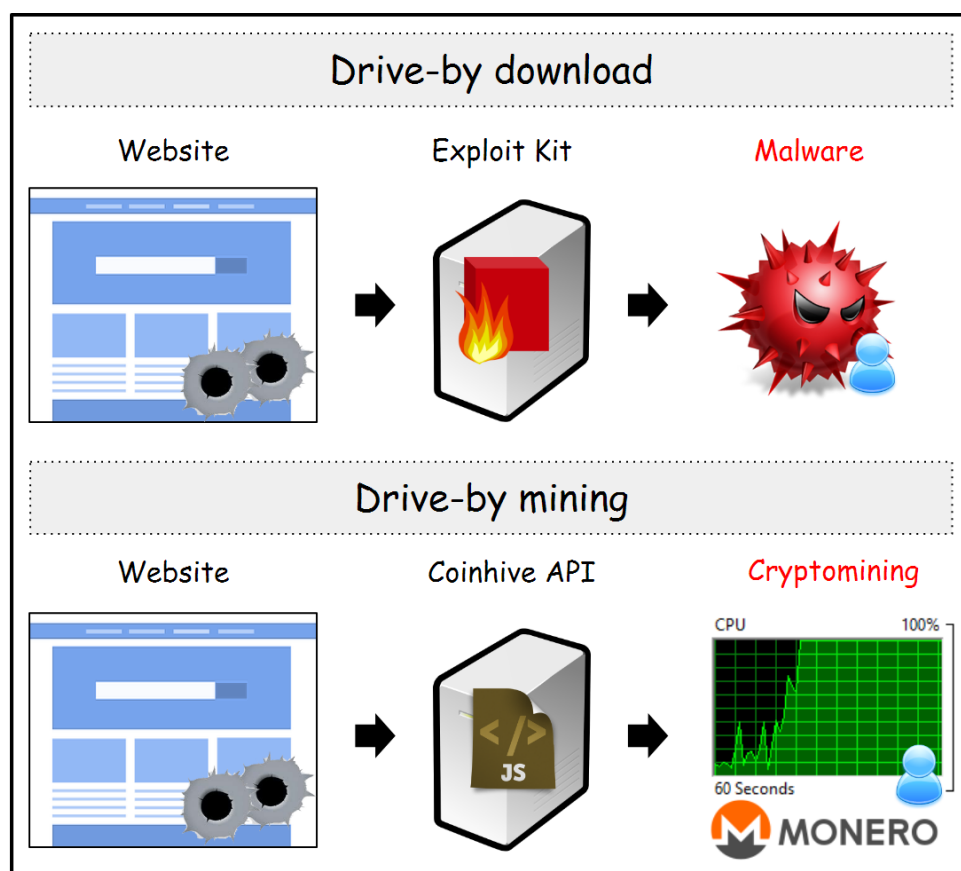 Drive-by download
Website
Exploit Kit
Malware
Drive-by mining
Website
Coinhive API
Cryptomining
CPU
100%
</>
JS
60 Seconds
MONERO